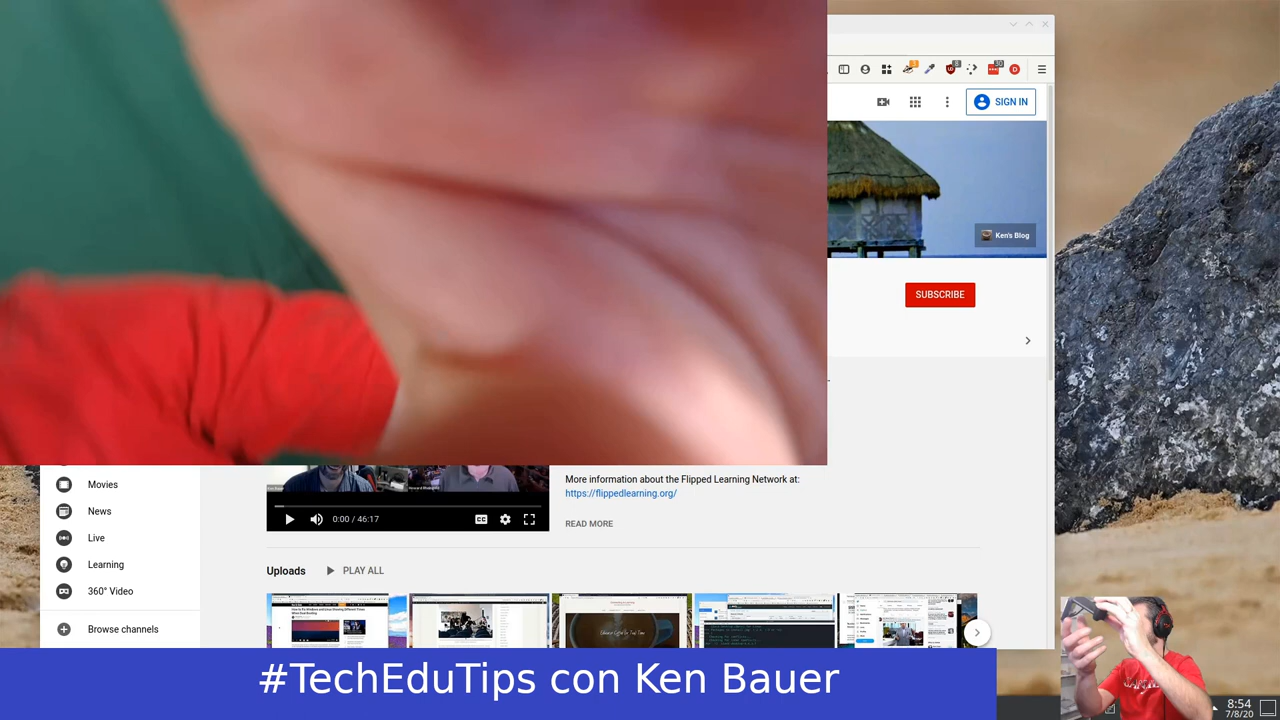 SIGN IN
Ken's Blog
SUBSCRIBE
More information about the Flipped Learning Network at:
https://flippedlearning.org/
READ MORE
0:00 / 46:17
Movies
News
Live
Learning
360° Video
Browse channels
Uploads
PLAY ALL
#TechEduTips con Ken Bauer
8:54
7/8/20